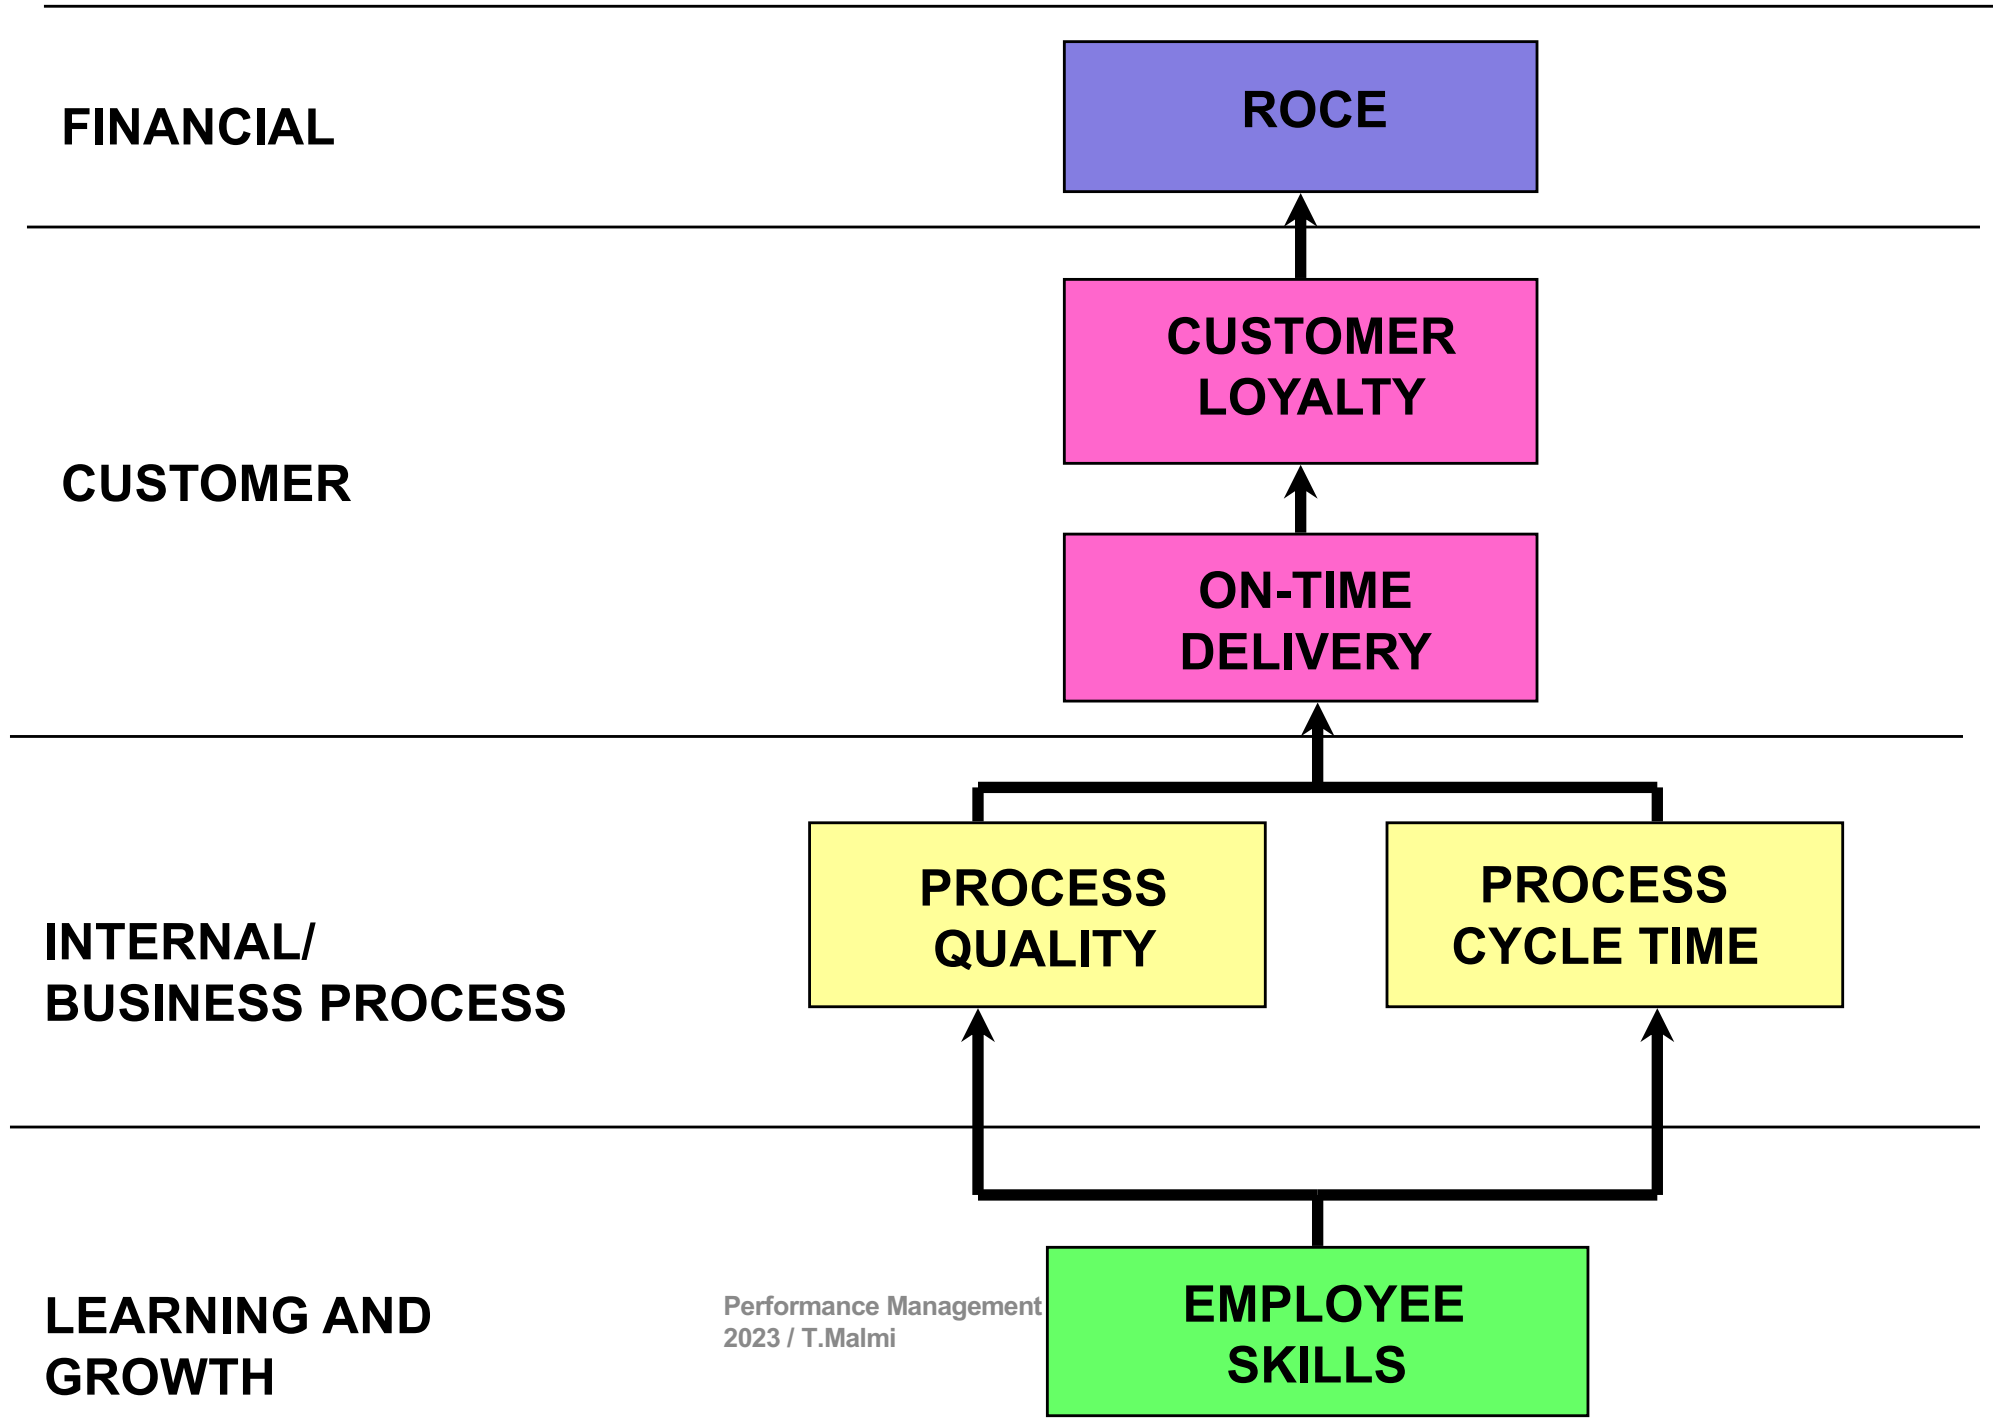 FINANCIAL
ROCE
CUSTOMER
CUSTOMER
LOYALTY
ON-TIME
DELIVERY
INTERNAL/
BUSINESS PROCESS
PROCESS
QUALITY
PROCESS
CYCLE TIME
LEARNING AND
GROWTH
Performance Management
2023 / T.Malmi
EMPLOYEE
SKILLS